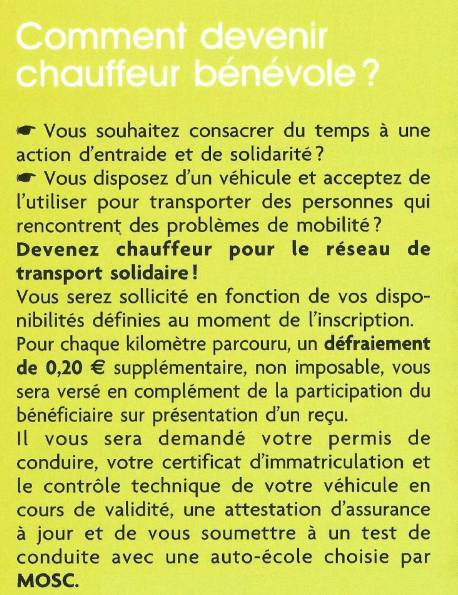 Comment devenir
chauffeur bénévole ?
☛ Vous souhaitez consacrer du temps à une
action d'entraide et de solidarité ?
☛ Vous disposez d'un véhicule et acceptez de
l'utiliser pour transporter des personnes qui
rencontrent des problèmes de mobilité ?
Devenez chauffeur pour le réseau de
transport solidaire !
Vous serez sollicité en fonction de vos dispo-
nibilités définies au moment de l'inscription.
Pour chaque kilomètre parcouru, un défraiement
de 0,20 € supplémentaire, non imposable, vous
sera versé en complément de la participation du
bénéficiaire sur présentation d'un reçu.
Il vous sera demandé votre permis de
conduire, votre certificat d'immatriculation et
le contrôle technique de votre véhicule en
cours de validité, une attestation d'assurance
à jour et de vous soumettre à un test de
conduite avec une auto-école choisie par
MOSC.